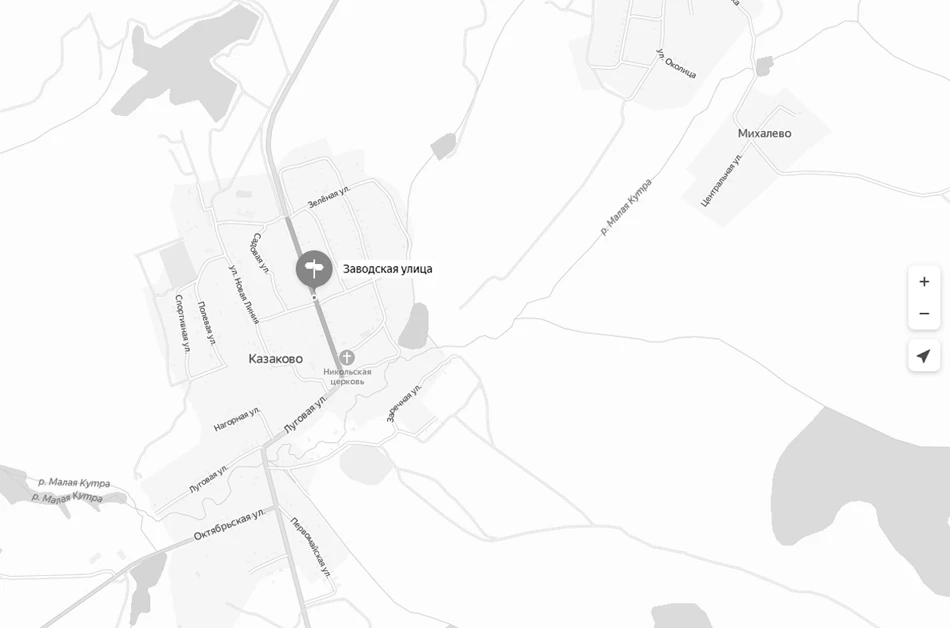 ул. Околица
Михалево
Центральная ул.
р. Малая Кутра
Зелёная ул.
Садовая ул.
Заводская улица
ул. Новая Линия
Полевая ул.
Спортивная ул.
Казаково
Никольская
церковь
Заречная ул.
Луговая ул.
Нагорная ул.
Луговая ул.
р. Малая Кутра
р. Малая Кутра
Октябрьская ул.
Первомайская ул.